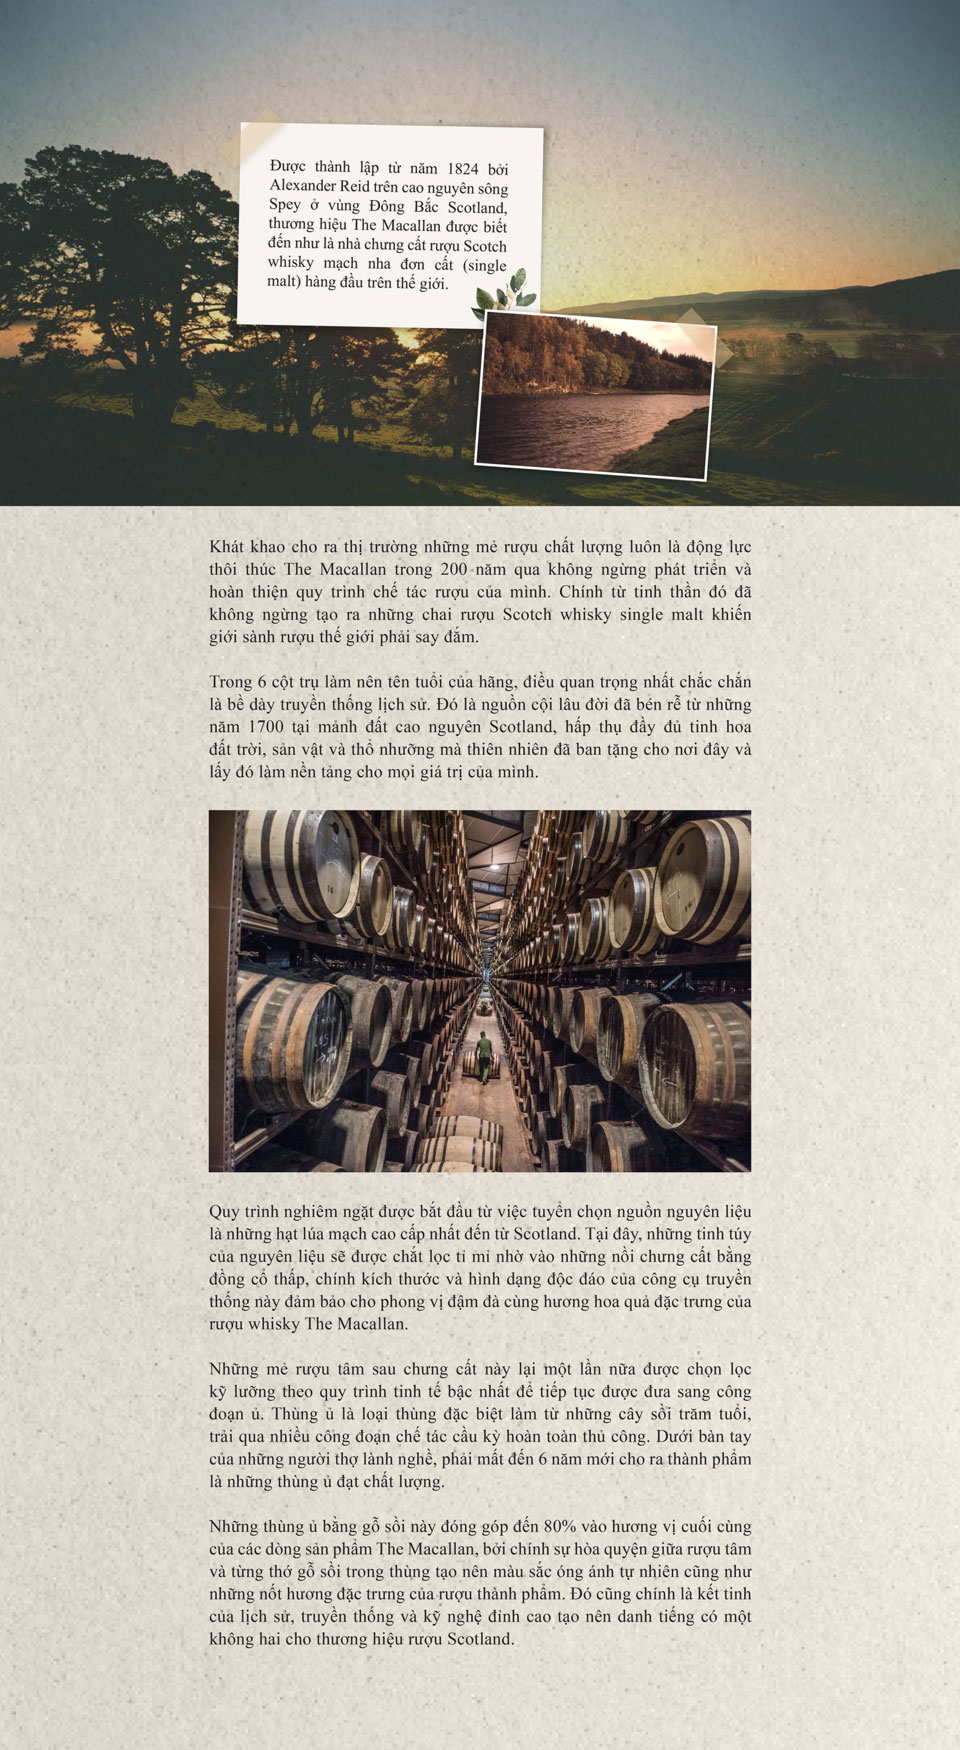 Được thành lập từ năm 1824 bởi
Alexander Reid trên cao nguyên sông
Spey ở vùng Đông Bắc Scotland,
thương hiệu The Macallan được biết
đến như là nhà chưng cất rượu Scotch
whisky mạch nha đơn cất (single
malt) hàng đầu trên thế giới.
Khát khao cho ra thị trường những mẻ rượu chất lượng luôn là động lực
thôi thúc The Macallan trong 200 năm qua không ngừng phát triển và
hoàn thiện quy trình chế tác rượu của mình. Chính từ tinh thần đó đã
không ngừng tạo ra những chai rượu Scotch whisky single malt khiến
giới sành rượu thế giới phải say đắm.
Trong 6 cột trụ làm nên tên tuổi của hãng, điều quan trọng nhất chắc chắn
là bề dày truyền thống lịch sử. Đó là nguồn cội lâu đời đã bén rễ từ những
năm 1700 tại mảnh đất cao nguyên Scotland, hấp thụ đầy đủ tinh hoa
đất trời, sản vật và thổ nhưỡng mà thiên nhiên đã ban tặng cho nơi đây và
lấy đó làm nền tảng cho mọi giá trị của mình.
Quy trình nghiêm ngặt được bắt đầu từ việc tuyển chọn nguồn nguyên liệu
là những hạt lúa mạch cao cấp nhất đến từ Scotland. Tại đây, những tinh túy
của nguyên liệu sẽ được chắt lọc tỉ mỉ nhờ vào những nồi chưng cất bằng
đồng cổ thấp, chính kích thước và hình dạng độc đáo của công cụ truyền
thống này đảm bảo cho phong vị đậm đà cùng hương hoa quả đặc trưng của
rượu whisky The Macallan.
Những mẻ rượu tâm sau chưng cất này lại một lần nữa được chọn lọc
kỹ lưỡng theo quy trình tinh tế bậc nhất để tiếp tục được đưa sang công
đoạn ủ. Thùng ủ là loại thùng đặc biệt làm từ những cây sồi trăm tuổi,
trải qua nhiều công đoạn chế tác cầu kỳ hoàn toàn thủ công. Dưới bàn tay
của những người thợ lành nghề, phải mất đến 6 năm mới cho ra thành phẩm
là những thùng ủ đạt chất lượng.
Những thùng ủ bằng gỗ sồi này đóng góp đến 80% vào hương vị cuối cùng
của các dòng sản phẩm The Macallan, bởi chính sự hòa quyện giữa rượu tâm
và từng thớ gỗ sồi trong thùng tạo nên màu sắc óng ánh tự nhiên cũng như
những nốt hương đặc trưng của rượu thành phẩm. Đó cũng chính là kết tinh
của lịch sử, truyền thống và kỹ nghệ đỉnh cao tạo nên danh tiếng có một
không hai cho thương hiệu rượu Scotland.